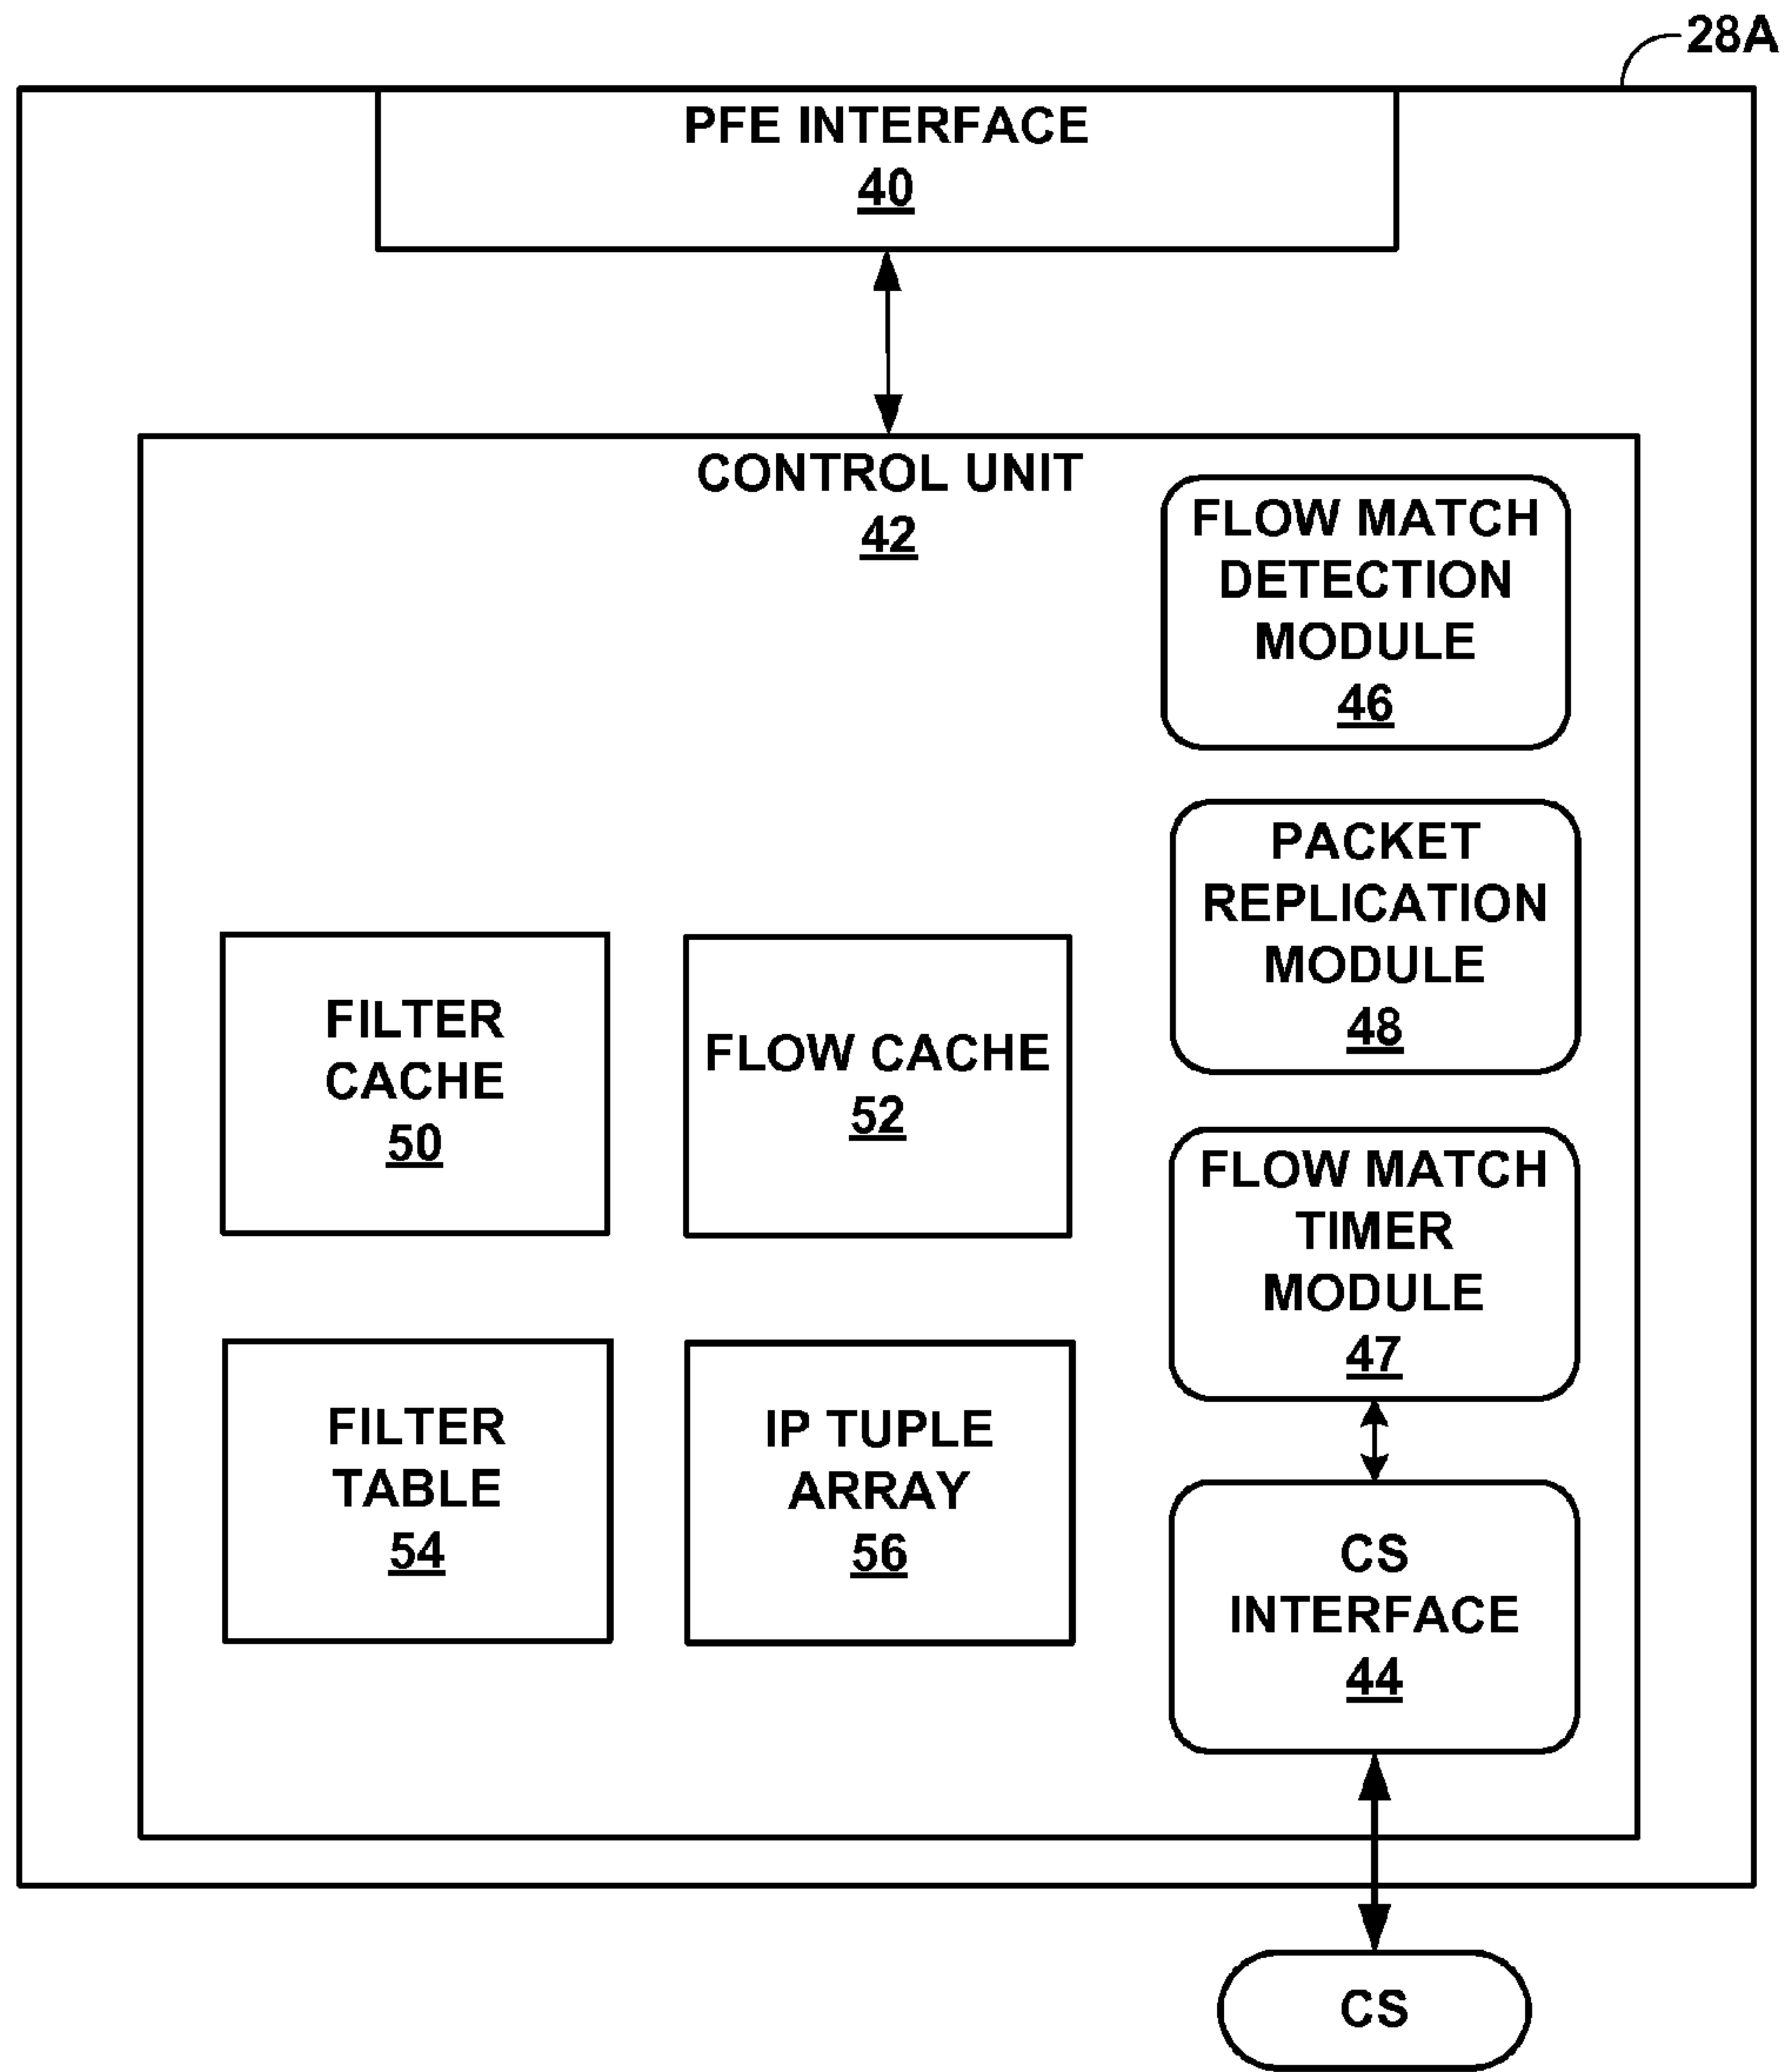 28A
PFE INTERFACE
40
CONTROL UNIT
42
FLOW MATCH
DETECTION
MODULE
46
PACKET
REPLICATION
MODULE
48
FILTER
CACHE
50
FLOW CACHE
52
FLOW MATCH
TIMER
MODULE
47
FILTER
TABLE
54
IP TUPLE
ARRAY
56
CS
INTERFACE
44
CS